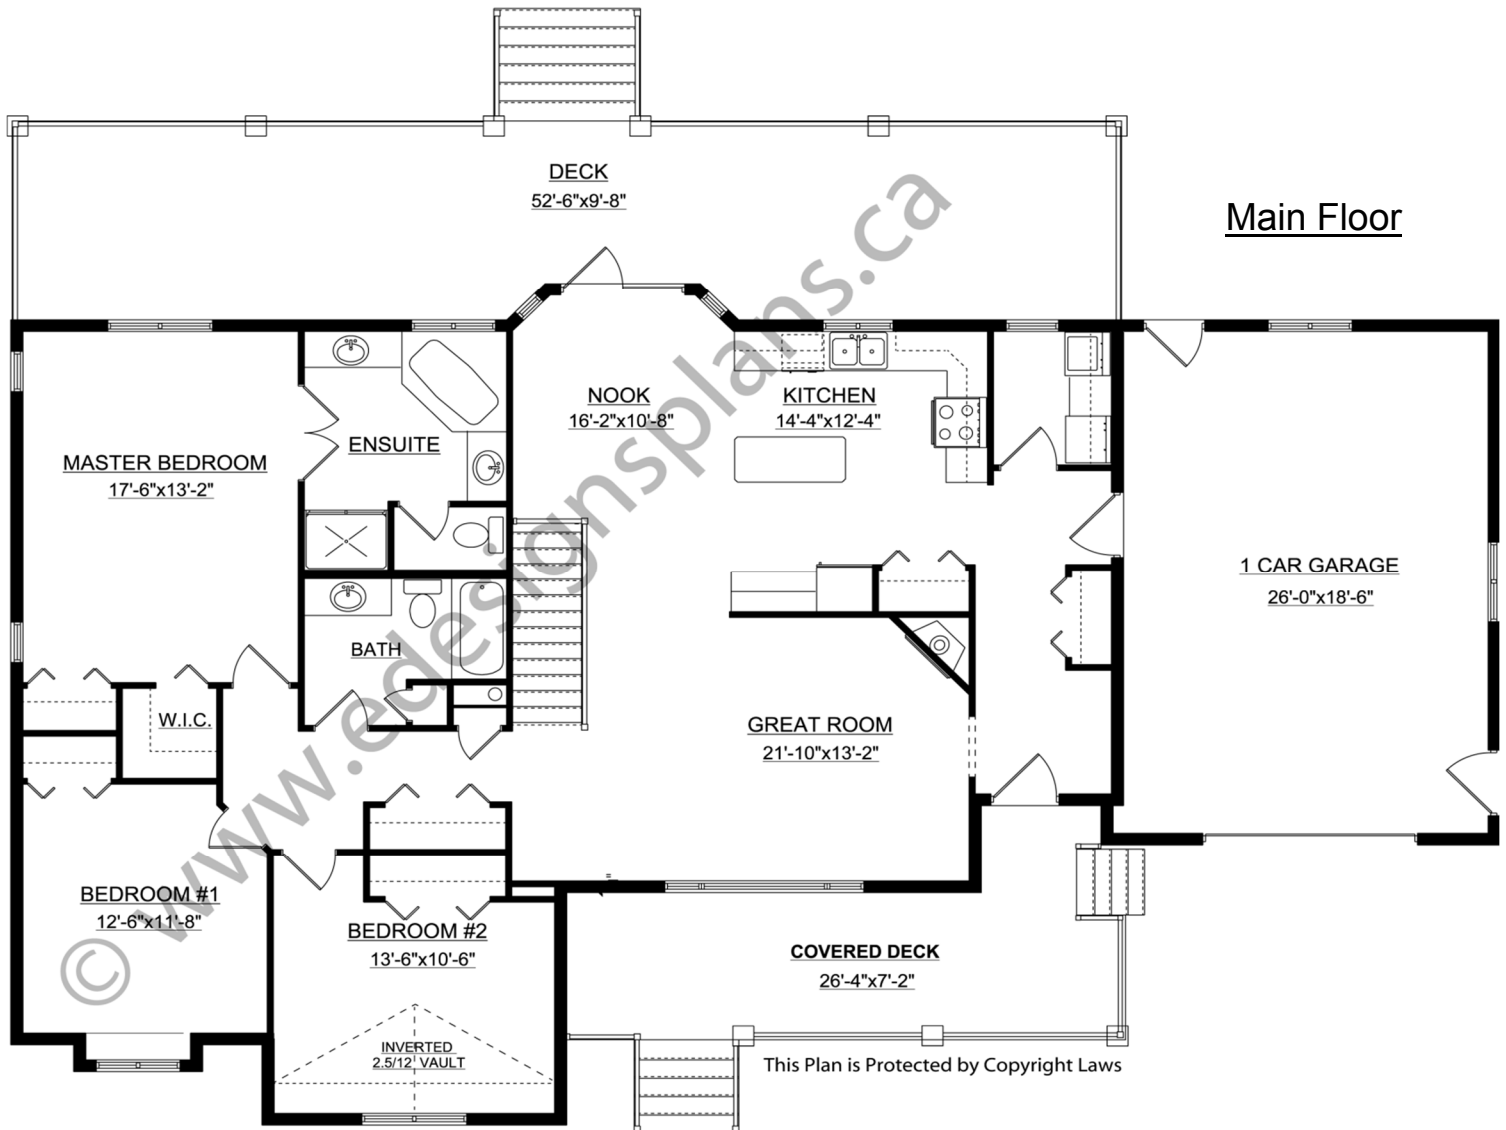 DECK
52'-6"x9'-8"
Main Floor
NOOK
16'-2"x10'-8"
KITCHEN
14'-4"x12'-4"
ENSUITE
MASTER BEDROOM
17'-6"x13'-2"
1 CAR GARAGE
26'-0"x18'-6"
BATH
W.I.C.
GREAT ROOM
21'-10"x13'-2"
BEDROOM #1
12'-6"x11'-8"
BEDROOM #2
13'-6"x10'-6"
COVERED DECK
26'-4"x7'-2"
INVERTED
2.5/12 VAULT
This Plan is Protected by Copyright Laws
© www.edesignsplans.ca